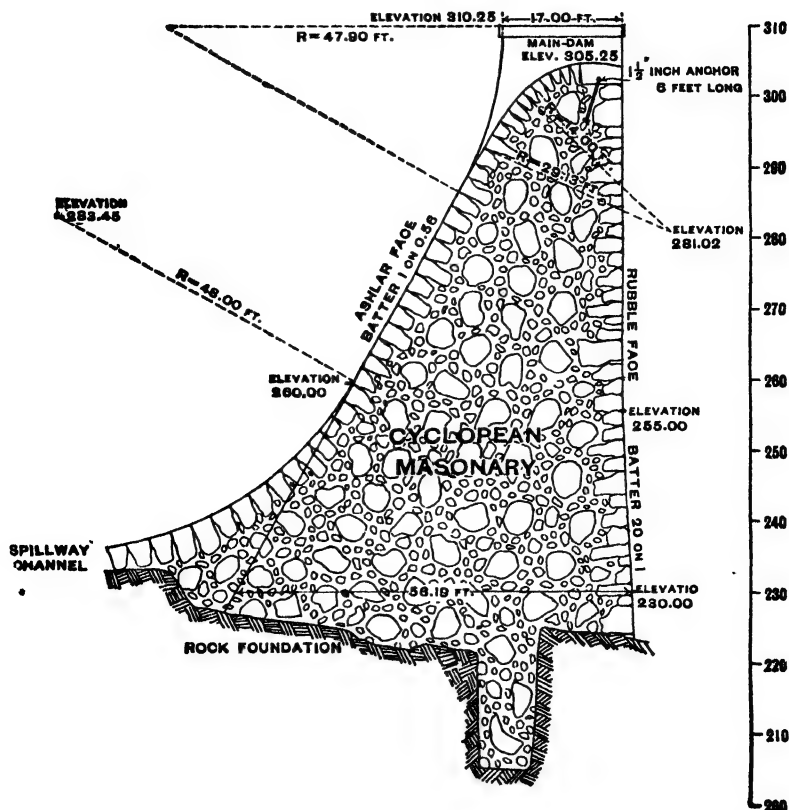 ELEVATION 310.25
17.00 FT.
R=47.90 FT.
MAIN-DAM
ELEV. 305.25
1½" INCH ANCHOR
6 FEET LONG
R=29.13
ELEVATION
283.45
ELEVATION
281.02
R=48.00 FT.
ASHLAR FACE
BATTER 1 ON 0.56
RUBBLE FACE
BATTER 20 ON 1
ELEVATION
260.00
ELEVATION
255.00
CYCLOPEAN
MASONARY
SPILLWAY
CHANNEL
56.19 FT.
ELEVATIO
230.00
ROCK FOUNDATION
310
300
290
280
270
260
250
240
230
220
210
200